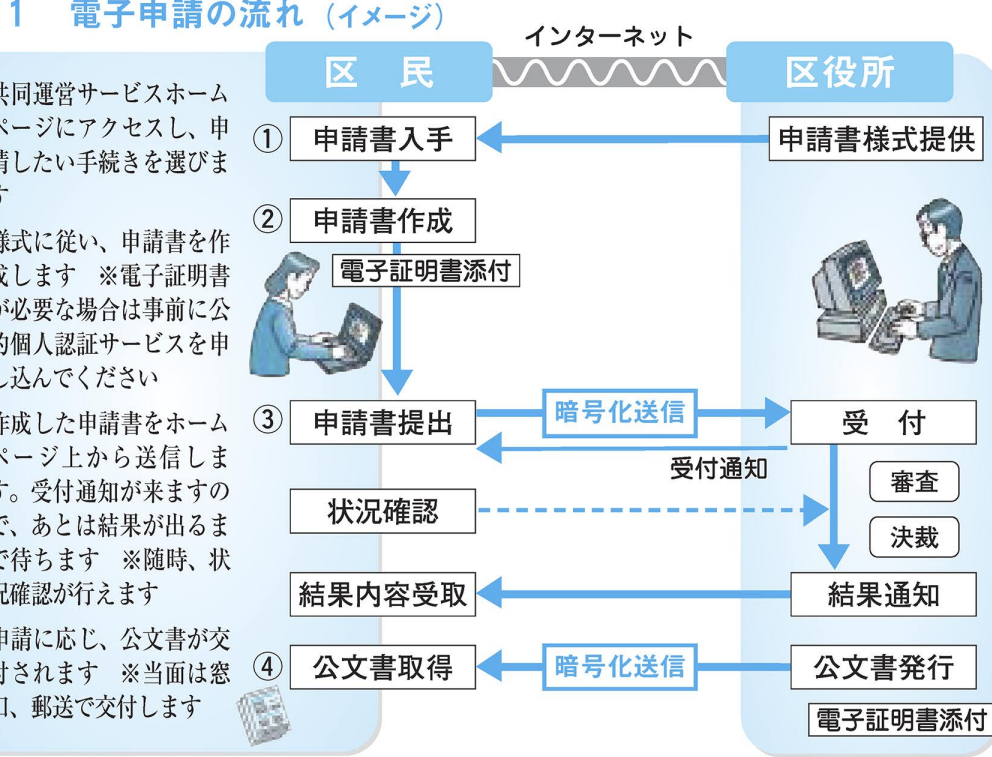 11 電子申請の流れ（イメージ）
インターネット
区 民
区役所
共同運営サービスホーム
ページにアクセスし、申
請したい手続きを選びま
す
様式に従い、申請書を作
成します ※電子証明書
が必要な場合は事前に公
的個人認証サービスを申
し込んでください
作成した申請書をホーム
ページ上から送信しま
す。受付通知が来ますの
で、あとは結果が出るま
で待ちます ※随時、状
況確認が行えます
申請に応じ、公文書が交
付されます ※当面は窓
口、郵送で交付します
① 申請書入手
申請書様式提供
② 申請書作成
電子証明書添付
③ 申請書提出
暗号化送信
受 付
受付通知
審査
状況確認
決裁
結果内容受取
結果通知
④ 公文書取得
暗号化送信
公文書発行
電子証明書添付